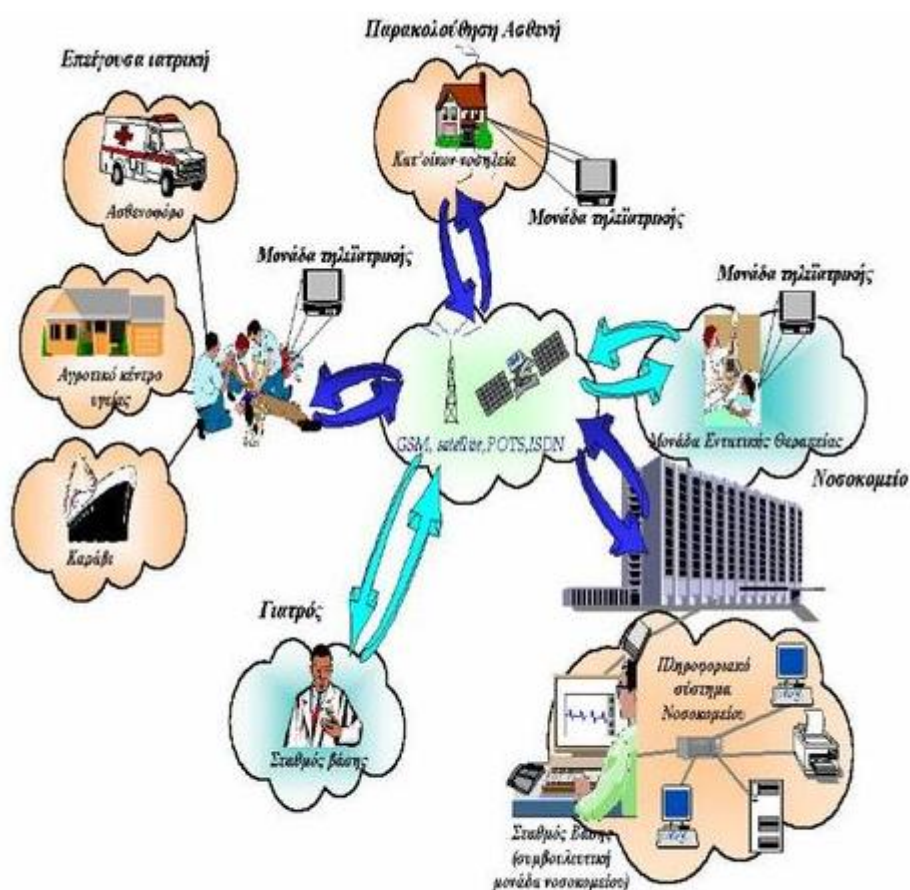 Παρακολούθηση Ασθενή
Επείγουσα ιατρική
Κατ'οίκον νοσηλεία
Ασθενοφόρο
Μονάδα τηλεϊατρικής
Μονάδα τηλεϊατρικής
Μονάδα τηλεϊατρικής
Αγροτικό κέντρο
υγείας
GSM, satellite, POTS, ISDN
Μονάδα Εντατικής Θεραπείας
Νοσοκομείο
Καράβι
Γιατρός
Σταθμός βάσης
Πληροφοριακό
σύστημα
Νοσοκομείου
Σταθμός Βάσης
(συμβουλευτική
μονάδα νοσοκομείου)